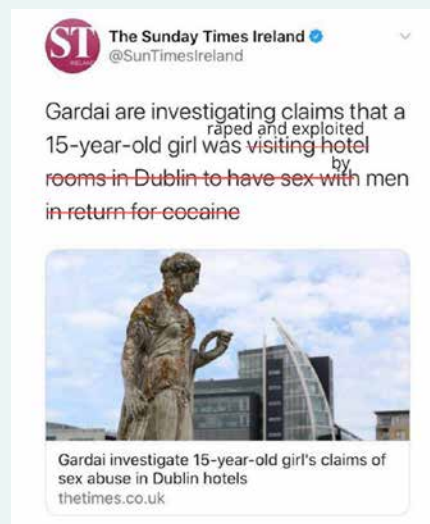 ST
IRELAND
The Sunday Times Ireland
@SunTimesIreland
Gardai are investigating claims that a
raped and exploited
15-year-old girl was visiting hotel
by
rooms in Dublin to have sex with men
in return for cocaine
Gardai investigate 15-year-old girl's claims of
sex abuse in Dublin hotels
thetimes.co.uk